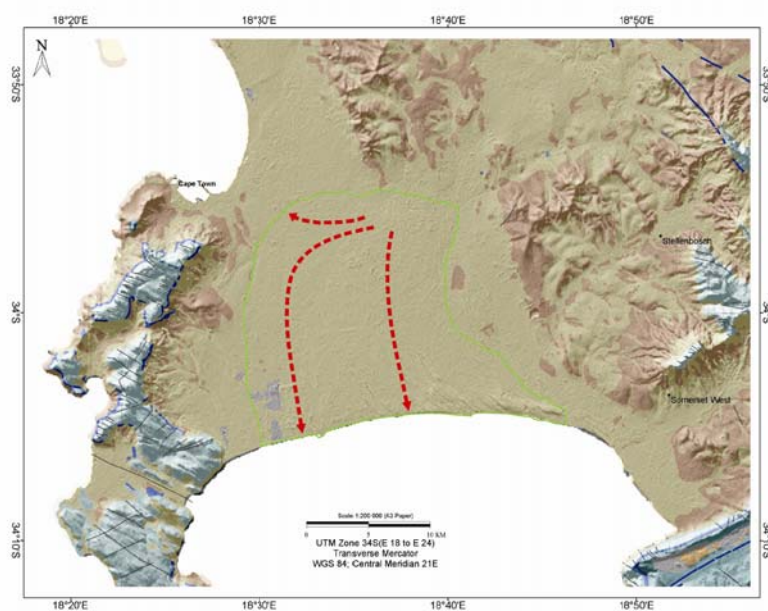 18°20'E 18°30'E 18°40'E 18°50'E
N
33°50'S 33°50'S
Cape Town
Stellenbosch
34°S 34°S
Somerset West
34°10'S 34°10'S
Scale 1:200 000 (A3 Paper)
0 5 10 KM
UTM Zone 34S(E 18 to E 24)
Transverse Mercator
WGS 84; Central Meridian 21E
18°20'E 18°30'E 18°40'E 18°50'E